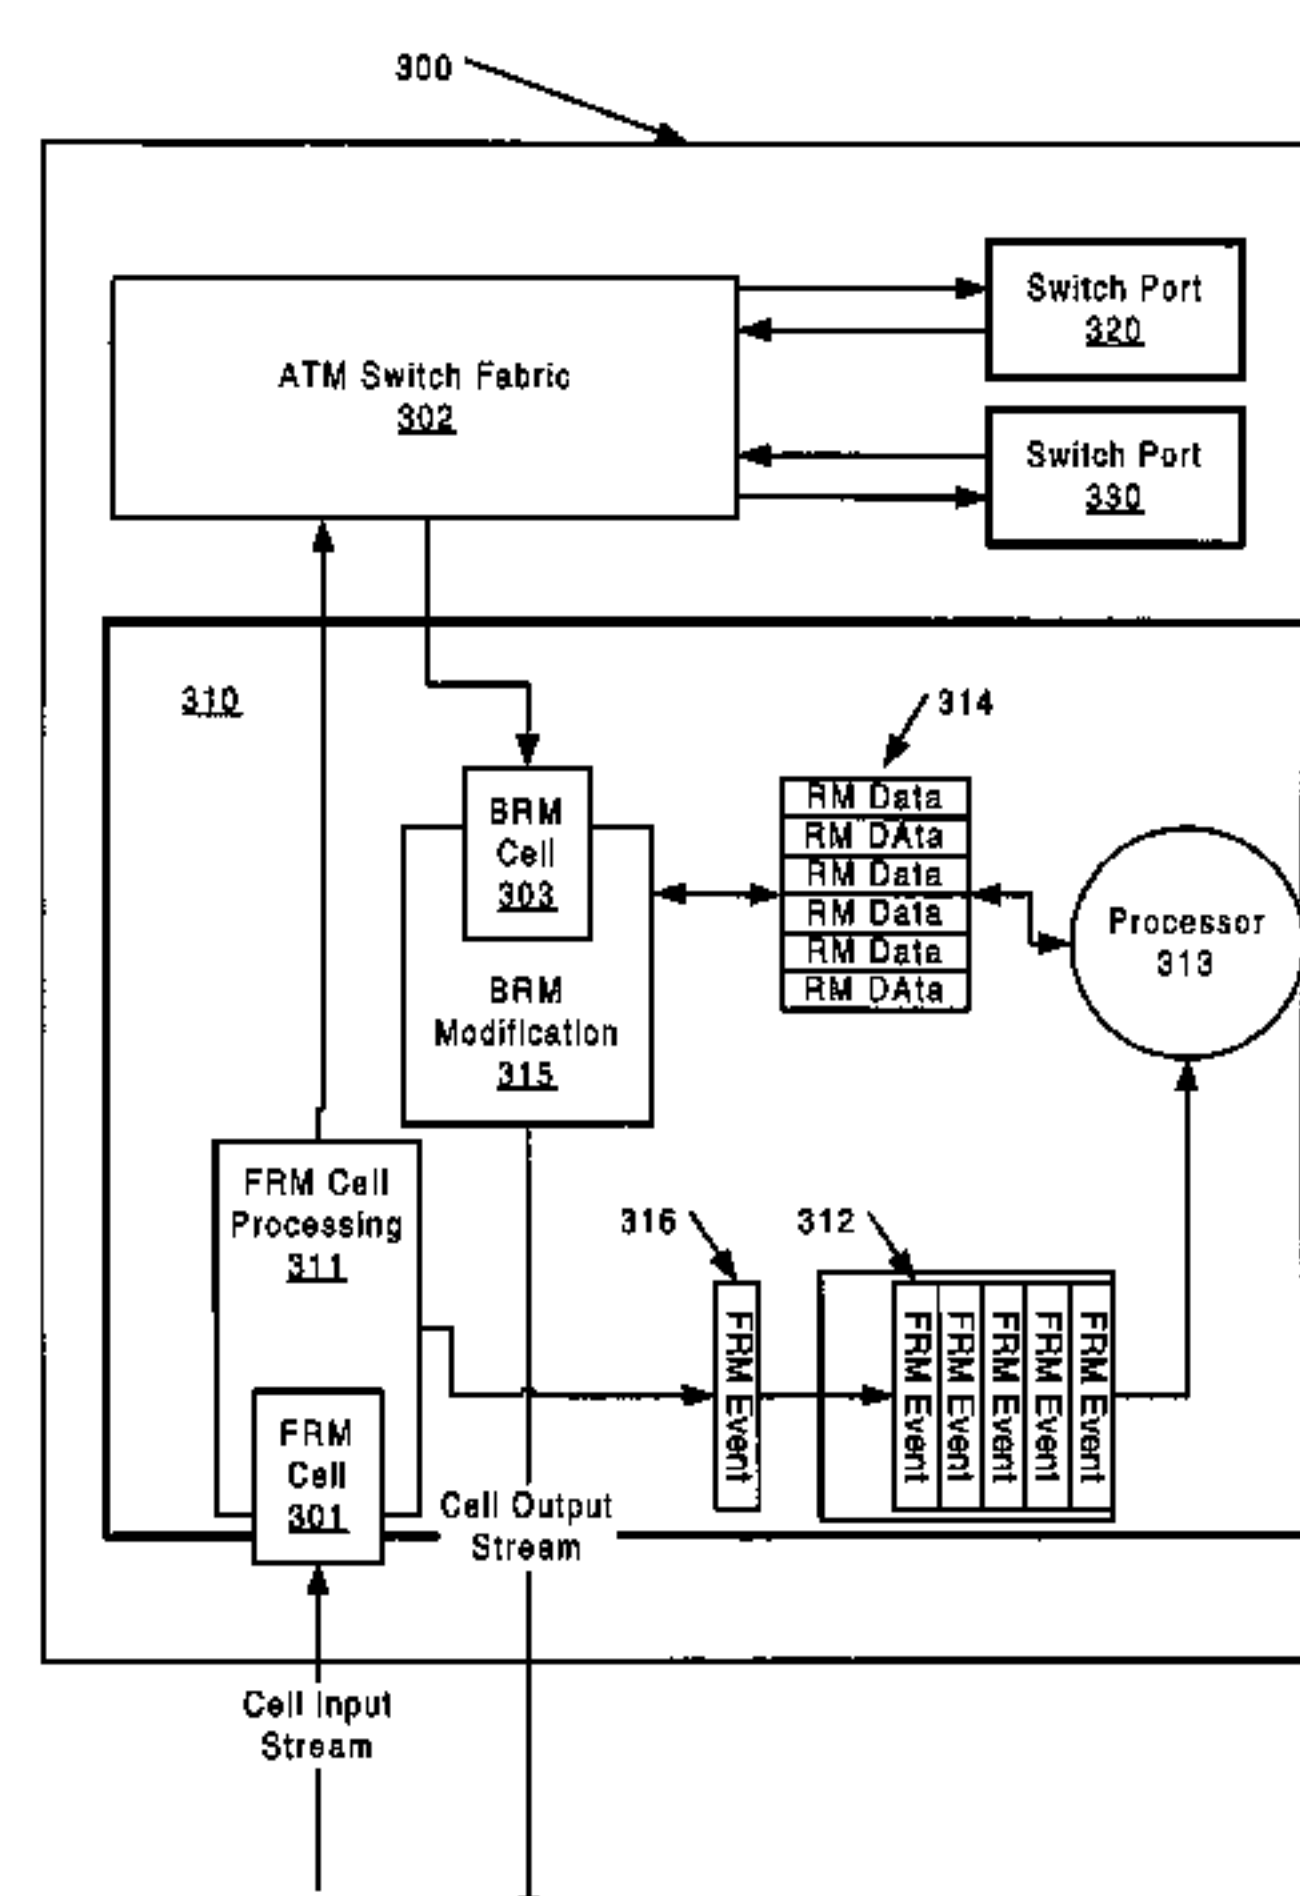 300
Switch Port
320
ATM Switch Fabric
302
Switch Port
330
310
314
BRM
Cell
303
RM Data
RM DAta
RM Data
RM Data
RM Data
RM DAta
Processor
313
BRM
Modification
315
FRM Cell
Processing
311
316
312
FRM Event
FRM Event
FRM Event
FRM Event
FRM Event
FRM Event
FRM
Cell
301
Cell Output
Stream
Cell Input
Stream